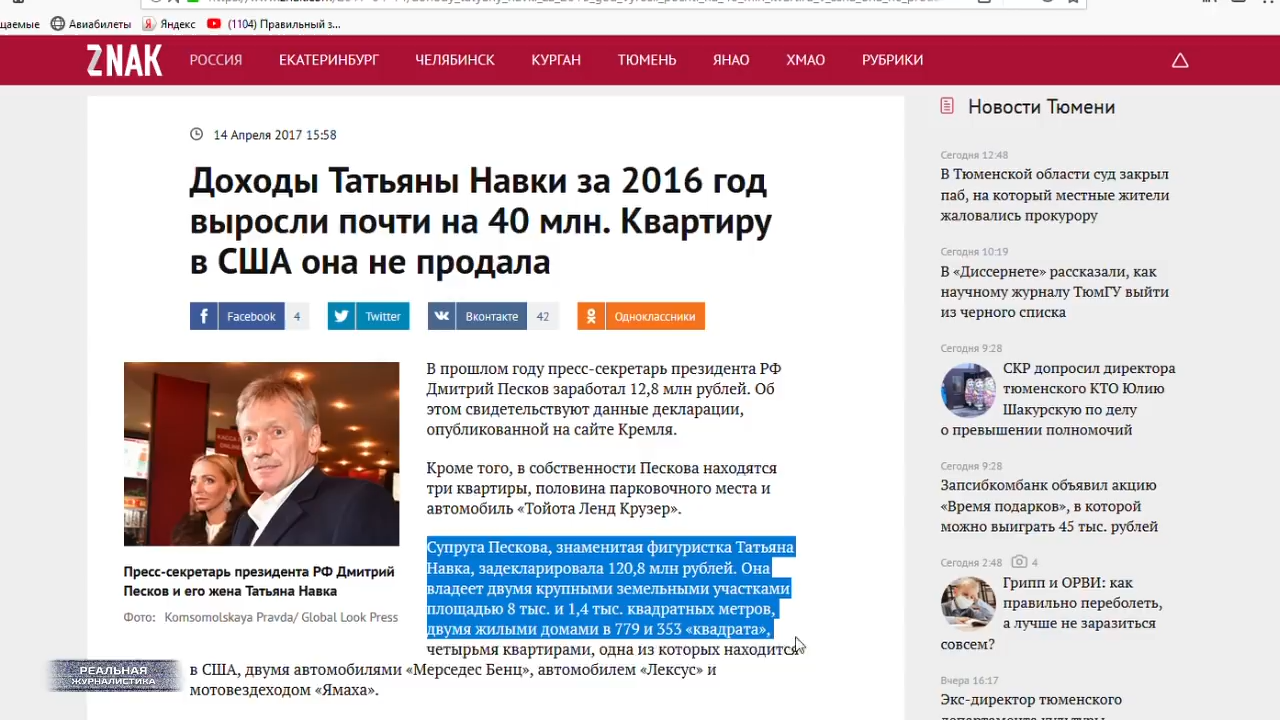 щаемые
Авиабилеты
Яндекс
(1104) Правильный з...
ZNAK
РОССИЯ
ЕКАТЕРИНБУРГ
ЧЕЛЯБИНСК
КУРГАН
ТЮМЕНЬ
ЯНАО
ХМАО
РУБРИКИ
14 Апреля 2017 15:58
Доходы Татьяны Навки за 2016 год
выросли почти на 40 млн. Квартиру
в США она не продала
Facebook 4
Twitter
Вконтакте 42
Одноклассники
В прошлом году пресс-секретарь президента РФ
Дмитрий Песков заработал 12,8 млн рублей. Об
этом свидетельствуют данные декларации,
опубликованной на сайте Кремля.
Кроме того, в собственности Пескова находятся
три квартиры, половина парковочного места и
автомобиль «Тойота Ленд Крузер».
Супруга Пескова, знаменитая фигуристка Татьяна
Навка, задекларировала 120,8 млн рублей. Она
владеет двумя крупными земельными участками
площадью 8 тыс. и 1,4 тыс. квадратных метров,
двумя жилыми домами в 779 и 353 «квадрата»,
четырьмя квартирами, одна из которых находится
в США, двумя автомобилями «Мерседес Бенц», автомобилем «Лексус» и
мотовездеходом «Ямаха».
Пресс-секретарь президента РФ Дмитрий
Песков и его жена Татьяна Навка
Фото: Komsomolskaya Pravda/ Global Look Press
РЕАЛЬНАЯ
ЖУРНАЛИСТИКА
Новости Тюмени
Сегодня 12:48
В Тюменской области суд закрыл
паб, на который местные жители
жаловались прокурору
Сегодня 10:19
В «Диссернете» рассказали, как
научному журналу ТюмГУ выйти
из черного списка
Сегодня 9:28
СКР допросил директора
тюменского КТО Юлию
Шакурскую по делу
о превышении полномочий
Сегодня 9:28
Запсибкомбанк объявил акцию
«Время подарков», в которой
можно выиграть 45 тыс. рублей
Сегодня 2:48 4
Грипп и ОРВИ: как
правильно переболеть,
а лучше не заразиться
совсем?
Вчера 16:17
Экс-директор тюменского
департамента культуры